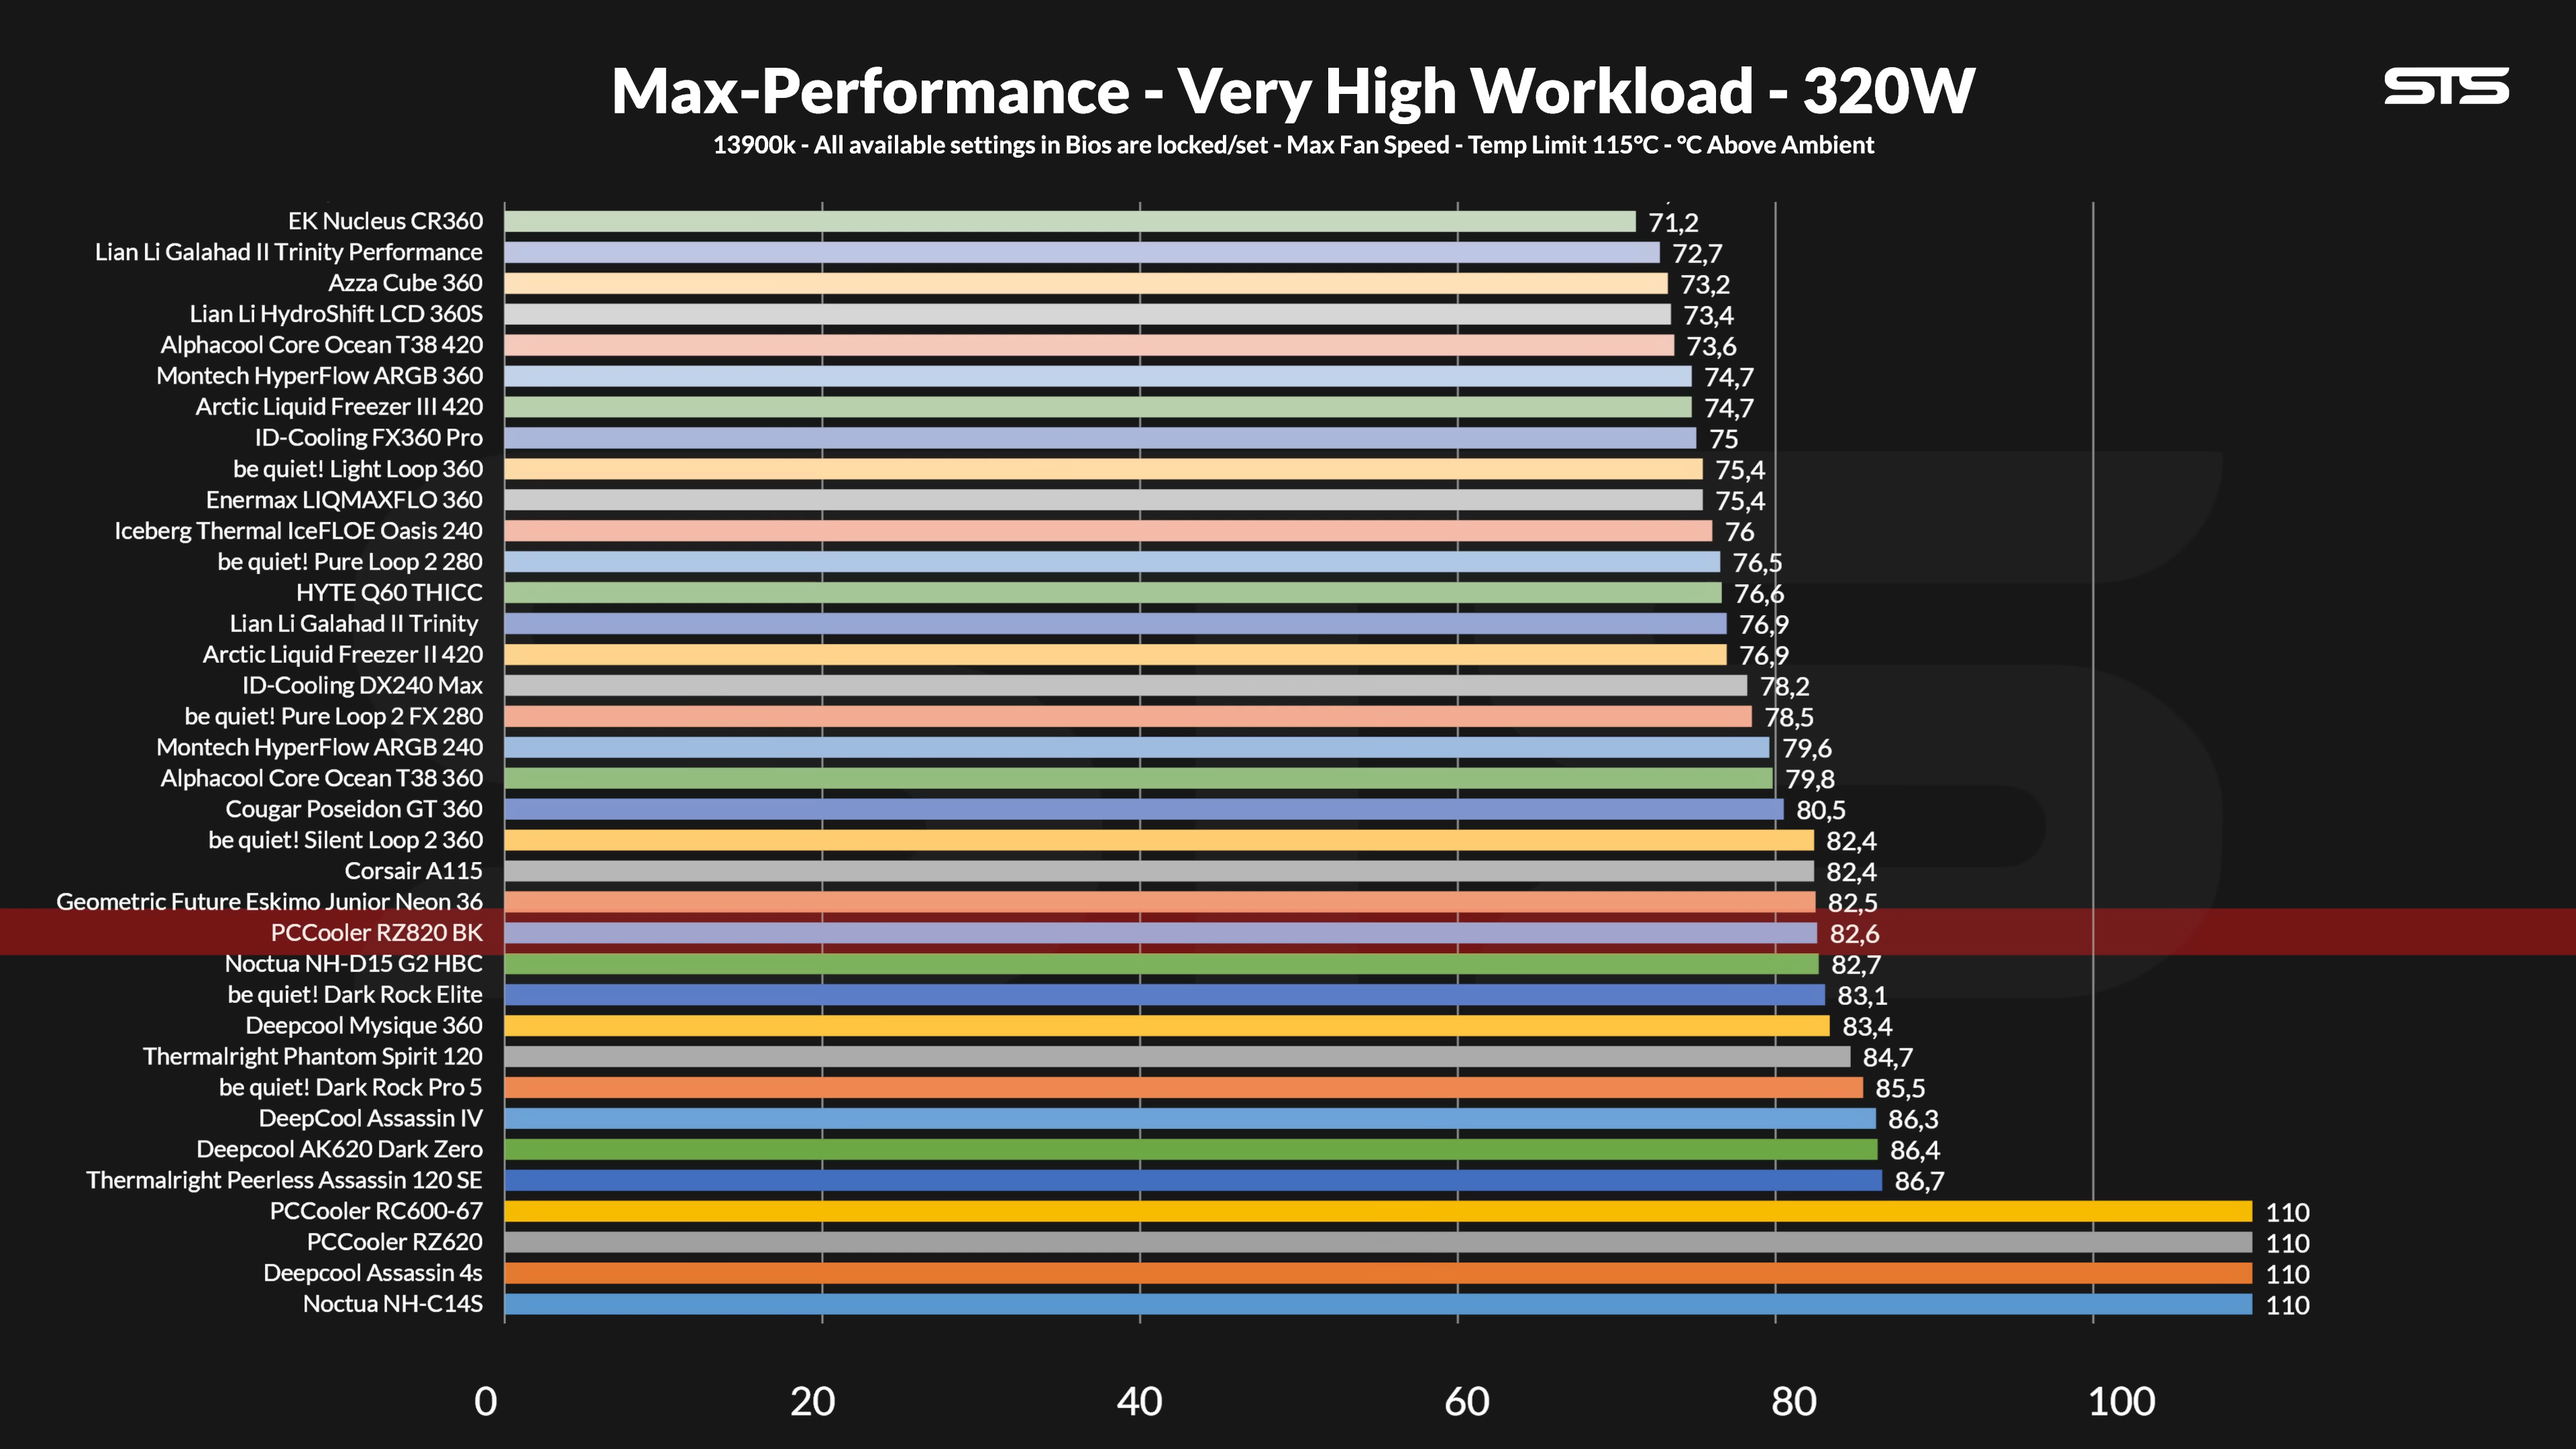 Max-Performance - Very High Workload - 320W
STS
13900k - All available settings in Bios are locked/set - Max Fan Speed - Temp Limit 115°C - °C Above Ambient
EK Nucleus CR360 71,2
Lian Li Galahad II Trinity Performance 72,7
Azza Cube 360 73,2
Lian Li HydroShift LCD 360S 73,4
Alphacool Core Ocean T38 420 73,6
Montech HyperFlow ARGB 360 74,7
Arctic Liquid Freezer III 420 74,7
ID-Cooling FX360 Pro 75
be quiet! Light Loop 360 75,4
Enermax LIQMAXFLO 360 75,4
Iceberg Thermal IceFLOE Oasis 240 76
be quiet! Pure Loop 2 280 76,5
HYTE Q60 THICC 76,6
Lian Li Galahad II Trinity 76,9
Arctic Liquid Freezer II 420 76,9
ID-Cooling DX240 Max 78,2
be quiet! Pure Loop 2 FX 280 78,5
Montech HyperFlow ARGB 240 79,6
Alphacool Core Ocean T38 360 79,8
Cougar Poseidon GT 360 80,5
be quiet! Silent Loop 2 360 82,4
Corsair A115 82,4
Geometric Future Eskimo Junior Neon 36 82,5
PCCooler RZ820 BK 82,6
Noctua NH-D15 G2 HBC 82,7
be quiet! Dark Rock Elite 83,1
Deepcool Mysique 360 83,4
Thermalright Phantom Spirit 120 84,7
be quiet! Dark Rock Pro 5 85,5
DeepCool Assassin IV 86,3
Deepcool AK620 Dark Zero 86,4
Thermalright Peerless Assassin 120 SE 86,7
PCCooler RC600-67 110
PCCooler RZ620 110
Deepcool Assassin 4s 110
Noctua NH-C14S 110
0 20 40 60 80 100